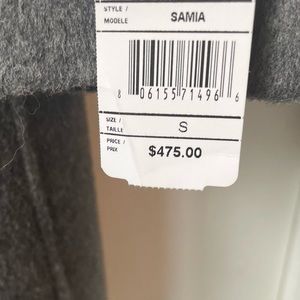 STYLE /
MODELE SAMIA
8 06155 71496 6
SIZE /
TAILLE S
PRICE /
PRIX $475.00